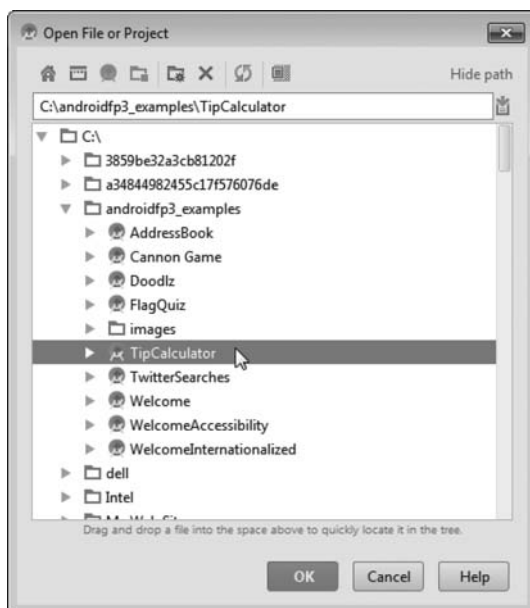 Open File or Project
Hide path
C:\androidfp3_examples\TipCalculator
C:\
3859be32a3cb81202f
a34844982455c17f576076de
androidfp3_examples
AddressBook
Cannon Game
Doodlz
FlagQuiz
images
TipCalculator
TwitterSearches
Welcome
WelcomeAccessibility
WelcomeInternationalized
dell
Intel
Drag and drop a file into the space above to quickly locate it in the tree.
OK
Cancel
Help